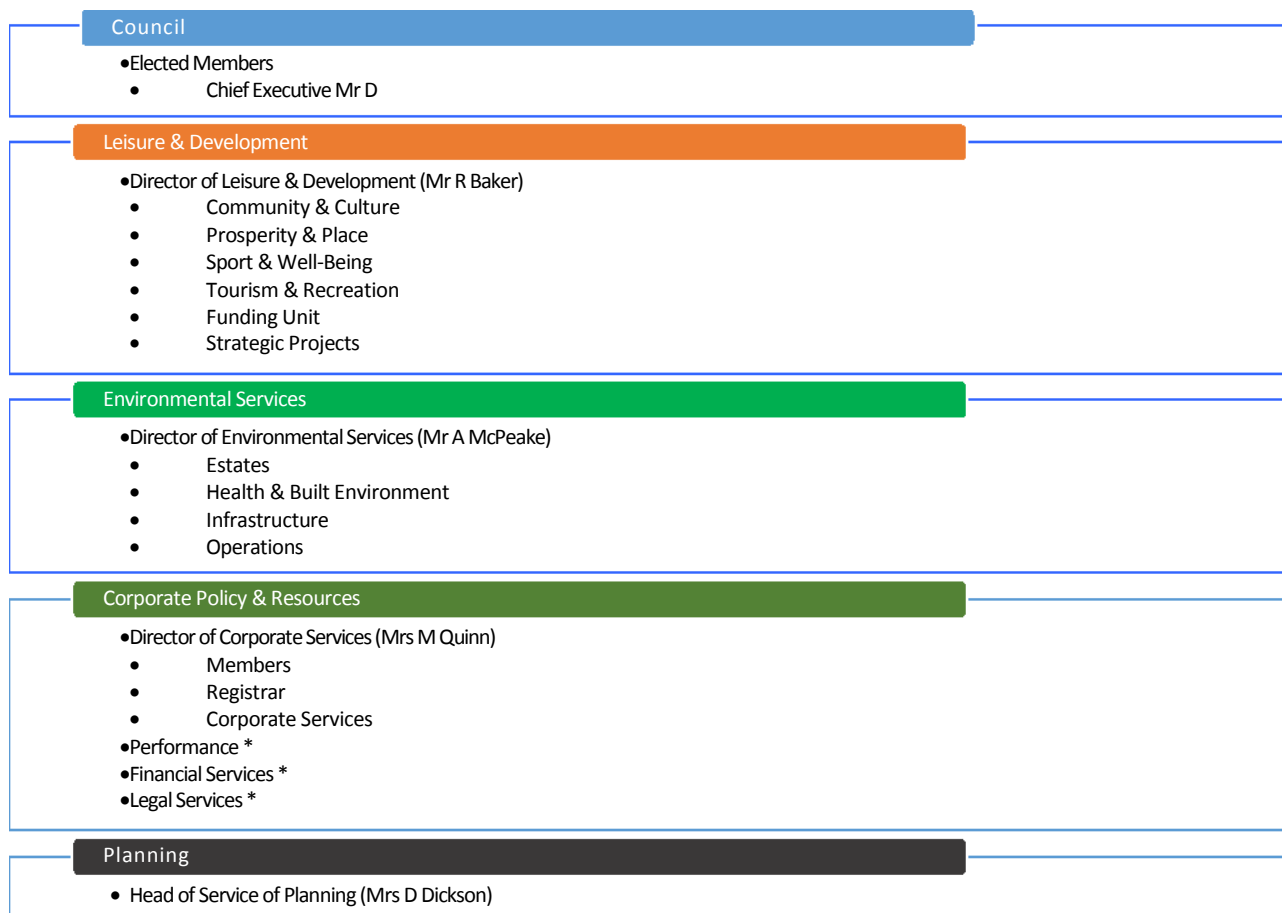 Council
•Elected Members
• Chief Executive Mr D
Leisure & Development
•Director of Leisure & Development (Mr R Baker)
• Community & Culture
• Prosperity & Place
• Sport & Well-Being
• Tourism & Recreation
• Funding Unit
• Strategic Projects
Environmental Services
•Director of Environmental Services (Mr A McPeake)
• Estates
• Health & Built Environment
• Infrastructure
• Operations
Corporate Policy & Resources
•Director of Corporate Services (Mrs M Quinn)
• Members
• Registrar
• Corporate Services
•Performance *
•Financial Services *
•Legal Services *
Planning
• Head of Service of Planning (Mrs D Dickson)